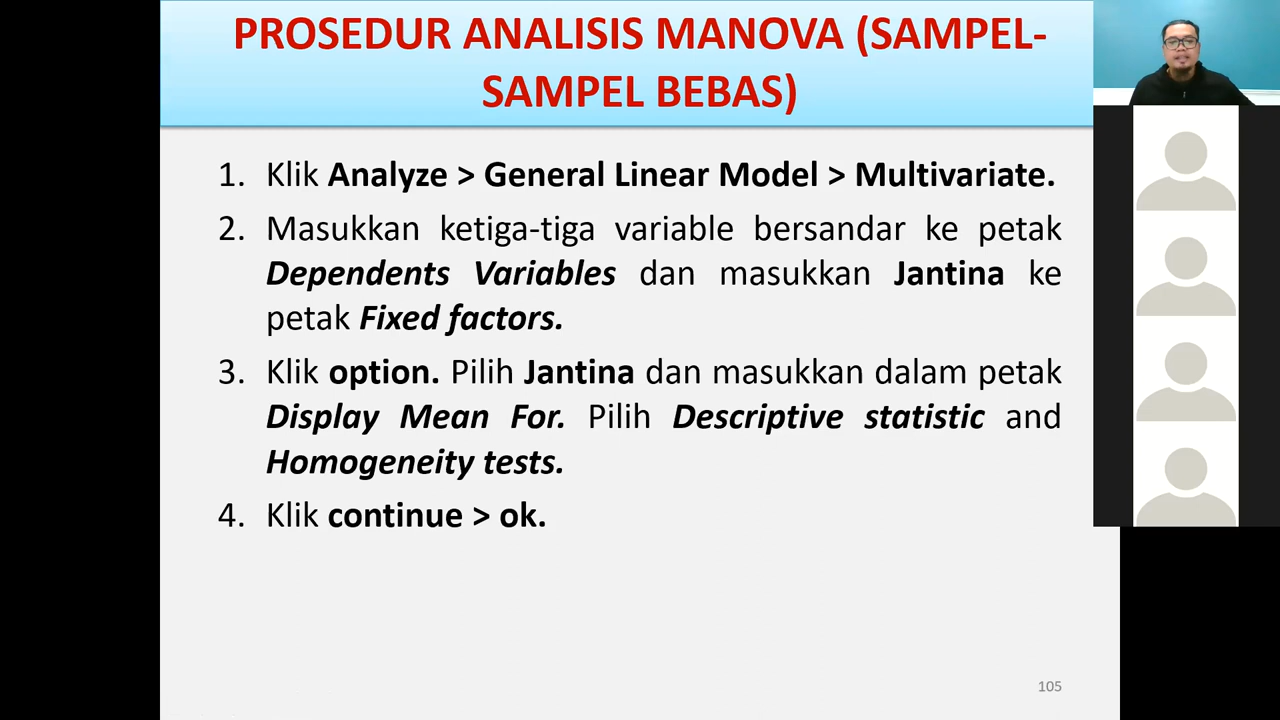 PROSEDUR ANALISIS MANOVA (SAMPEL-
SAMPEL BEBAS)
1. Klik Analyze > General Linear Model > Multivariate.
2. Masukkan ketiga-tiga variable bersandar ke petak
Dependents Variables dan masukkan Jantina ke
petak Fixed factors.
3. Klik option. Pilih Jantina dan masukkan dalam petak
Display Mean For. Pilih Descriptive statistic and
Homogeneity tests.
4. Klik continue > ok.
105